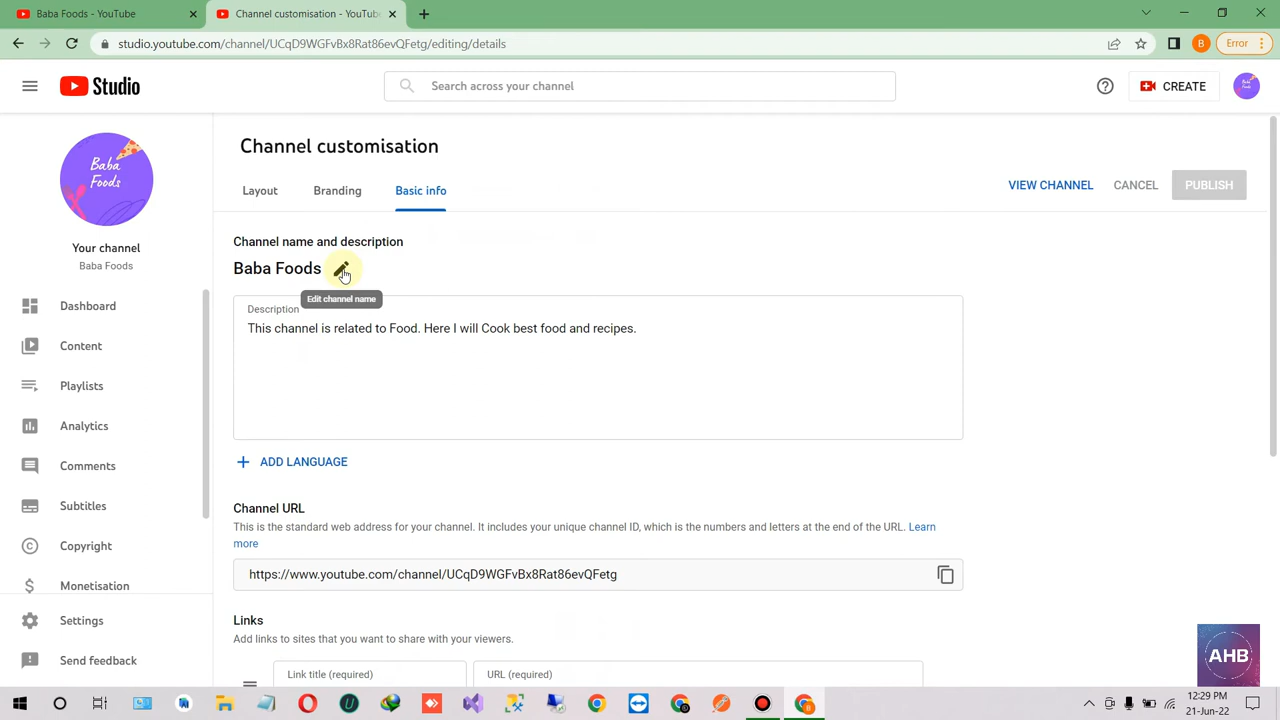 Baba Foods - YouTube
Channel customisation - YouTub
studio.youtube.com/channel/UCqD9WGFvBx8Rat86evQFetg/editing/details
B
Error
Studio
Search across your channel
CREATE
Baba
Foods
Your channel
Baba Foods
Dashboard
Content
Playlists
Analytics
Comments
Subtitles
Copyright
Monetisation
Settings
Send feedback
Channel customisation
Layout
Branding
Basic info
VIEW CHANNEL
CANCEL
PUBLISH
Channel name and description
Baba Foods
Edit channel name
Description
This channel is related to Food. Here I will Cook best food and recipes.
ADD LANGUAGE
Channel URL
This is the standard web address for your channel. It includes your unique channel ID, which is the numbers and letters at the end of the URL. Learn
more
https://www.youtube.com/channel/UCqD9WGFvBx8Rat86evQFetg
Links
Add links to sites that you want to share with your viewers.
Link title (required)
URL (required)
AHB
12:29 PM
21-Jun-22